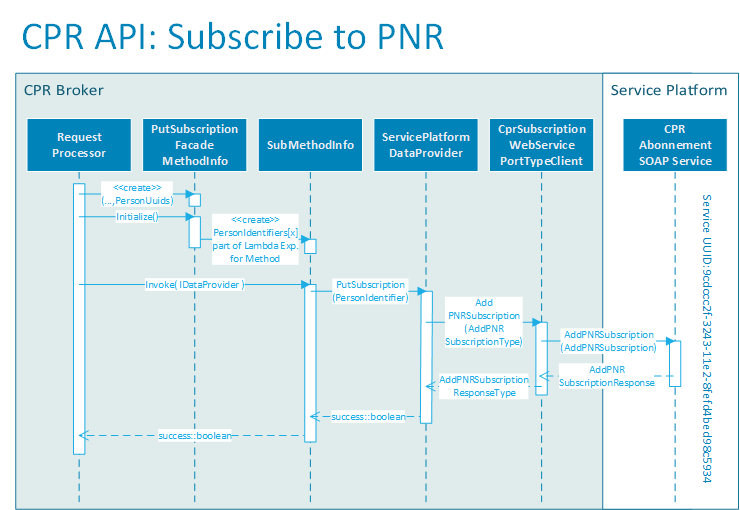 CPR API: Subscribe to PNR
CPR Broker
Service Platform
Request
Processor
PutSubscription
Facade
MethodInfo
SubMethodInfo
ServicePlatform
DataProvider
CprSubscription
WebService
PortTypeClient
CPR
Abonnement
SOAP Service
<<create>>
(...,PersonUuids)
Initialize()
<<create>>
PersonIdentifiers[x]
part of Lambda Exp.
for Method
Invoke( IDataProvider )
PutSubscription
(PersonIdentifier)
Add
PNRSubscription
(AddPNR
SubscriptionType)
AddPNRSubscription
(AddPNRSubscription)
AddPNR
SubscriptionResponse
AddPNRSubscription
ResponseType
success::boolean
success::boolean
Service UUID:9cdccc2f-3243-11e2-8fefd4bed98c5934